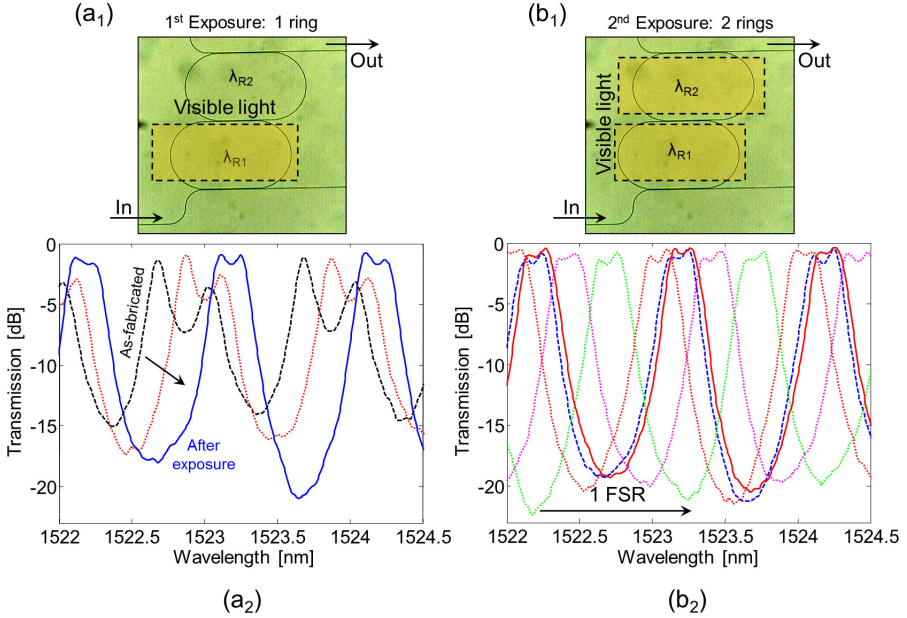 (a1)
1st Exposure: 1 ring
Out
λR2
Visible light
λR1
In
(b1)
2nd Exposure: 2 rings
Out
λR2
Visible light
λR1
In
0
-5
-10
-15
-20
Transmission [dB]
As-fabricated
After
exposure
1522
1522.5
1523
1523.5
1524
1524.5
Wavelength [nm]
(a2)
0
-5
-10
-15
-20
Transmission [dB]
1 FSR
1522
1522.5
1523
1523.5
1524
1524.5
Wavelength [nm]
(b2)